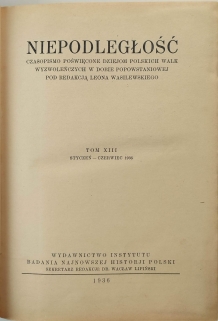 NIEPODLEGŁOŚĆ
CZASOPISMO POŚWIĘCONE DZIEJOM POLSKICH WALK
WYZWOLEŃCZYCH W DOBIE POPOWSTANIOWEJ
POD REDAKCJĄ LEONA WASILEWSKIEGO
TOM XIII
STYCZEŃ – CZERWIEC 1936
WYDAWNICTWO INSTYTUTU
BADANIA NAJNOWSZEJ HISTORJI POLSKI
SEKRETARZ REDAKCJI DR. WACŁAW LIPIŃSKI
1936